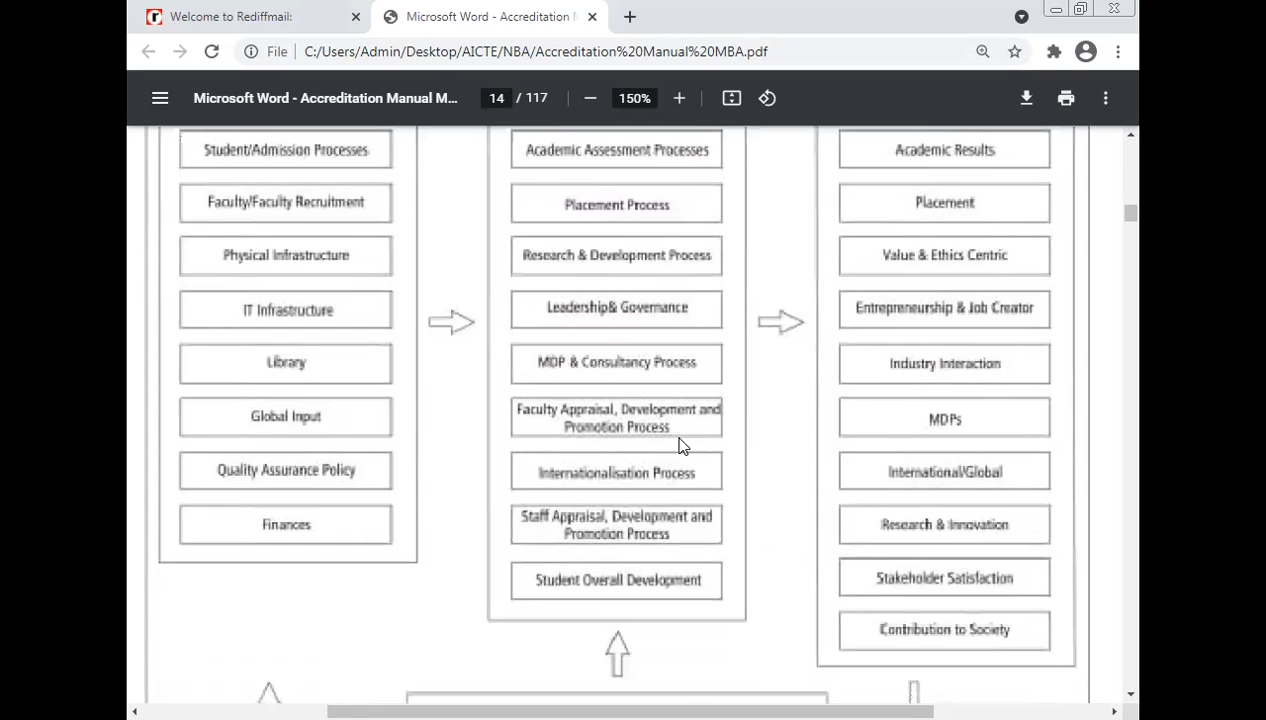 Welcome to Rediffmail:
Microsoft Word - Accreditation M
File
C:/Users/Admin/Desktop/AICTE/NBA/Accreditation%20Manual%20MBA.pdf
Microsoft Word - Accreditation Manual M...
14 / 117
150%
Student/Admission Processes
Faculty/Faculty Recruitment
Physical Infrastructure
IT Infrastructure
Library
Global Input
Quality Assurance Policy
Finances
Academic Assessment Processes
Placement Process
Research & Development Process
Leadership& Governance
MDP & Consultancy Process
Faculty Appraisal, Development and
Promotion Process
Internationalisation Process
Staff Appraisal, Development and
Promotion Process
Student Overall Development
Academic Results
Placement
Value & Ethics Centric
Entrepreneurship & Job Creator
Industry Interaction
MDPs
International/Global
Research & Innovation
Stakeholder Satisfaction
Contribution to Society